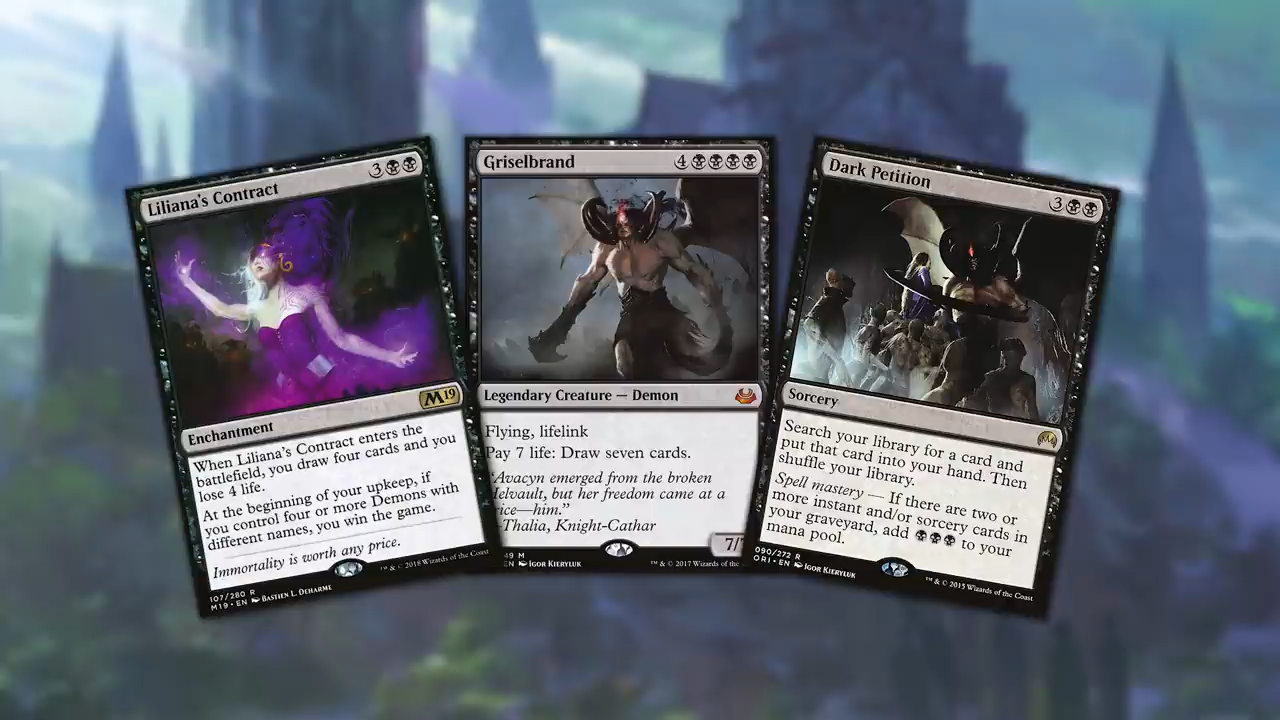 Liliana's Contract
3
M19
Enchantment
When Liliana's Contract enters the
battlefield, you draw four cards and you
lose 4 life.
At the beginning of your upkeep, if
you control four or more Demons with
different names, you win the game.
Immortality is worth any price.
107/280 R
M19 • EN Bastien L. Deharme
™ & © 2018 Wizards of the Coast
Griselbrand
4
Legendary Creature — Demon
Flying, lifelink
Pay 7 life: Draw seven cards.
"Avacyn emerged from the broken
Helvault, but her freedom came at a
rice—him."
-Thalia, Knight-Cathar
7/
49 M
EN Igor Kieryluk
™ & © 2017 Wizards of the
Dark Petition
3
Sorcery
Search your library for a card and
put that card into your hand. Then
shuffle your library.
Spell mastery — If there are two or
more instant and/or sorcery cards in
your graveyard, add to your
mana pool.
090/272 R
ORI • EN Igor Kieryluk
™ & © 2015 Wizards of the Coast